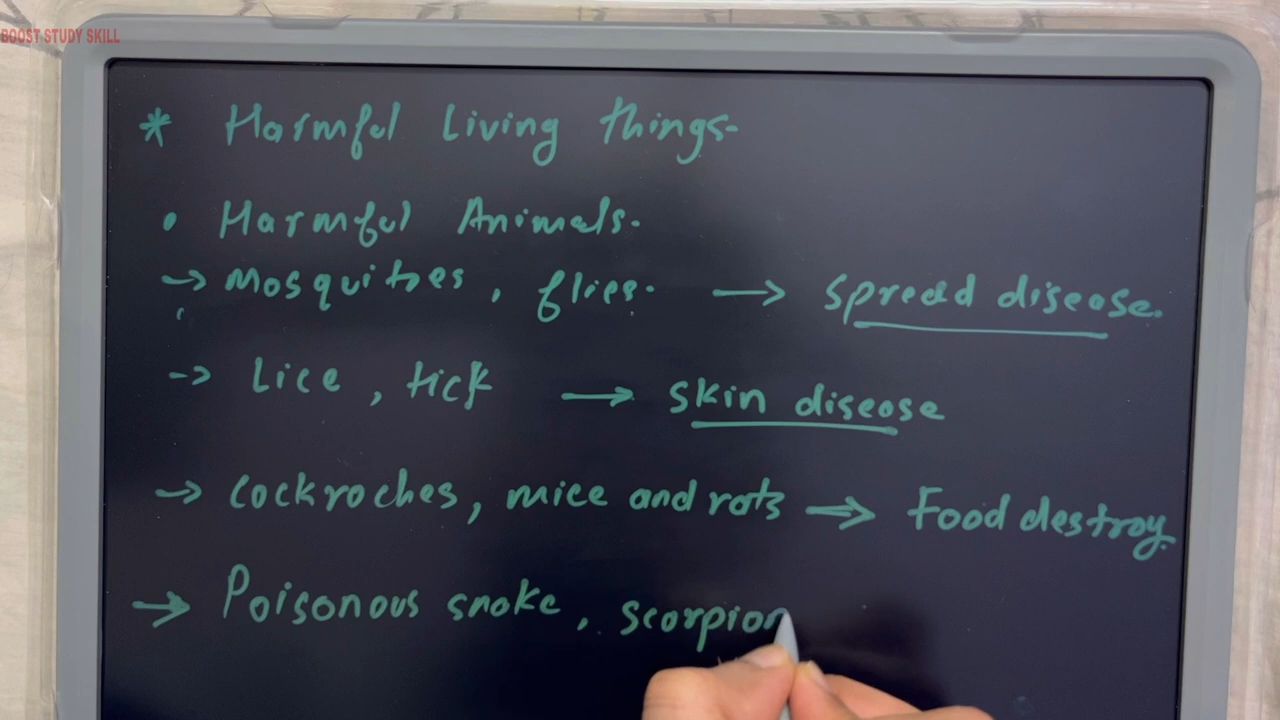 BOOST STUDY SKILL
* Harmful Living things-
• Harmful Animals.
→ Mosquitoes, flies. → Spread disease.
→ Lice, tick → Skin disease
→ Cockroches, mice and rats → Food destroy.
→ Poisonous snake, scorpion